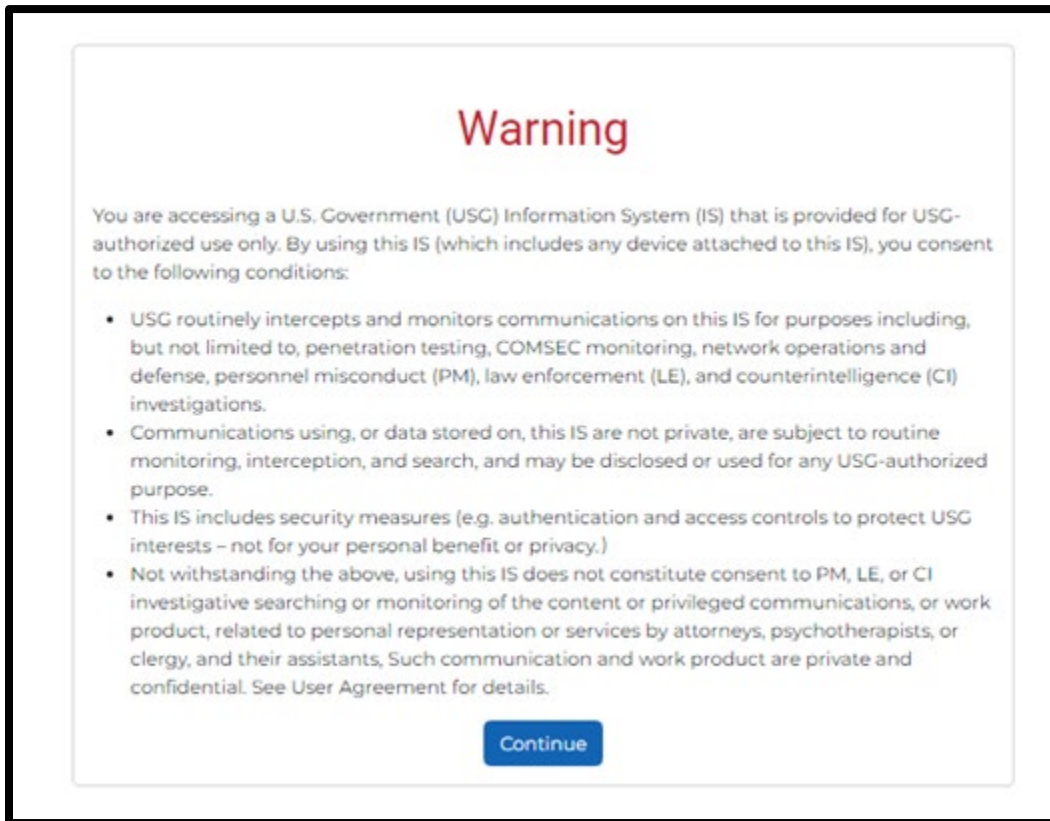 Warning
You are accessing a U.S. Government (USG) Information System (IS) that is provided for USG-
authorized use only. By using this IS (which includes any device attached to this IS), you consent
to the following conditions:
• USG routinely intercepts and monitors communications on this IS for purposes including,
but not limited to, penetration testing, COMSEC monitoring, network operations and
defense, personnel misconduct (PM), law enforcement (LE), and counterintelligence (CI)
investigations.
• Communications using, or data stored on, this IS are not private, are subject to routine
monitoring, interception, and search, and may be disclosed or used for any USG-authorized
purpose.
• This IS includes security measures (e.g. authentication and access controls to protect USG
interests – not for your personal benefit or privacy.)
• Not withstanding the above, using this IS does not constitute consent to PM, LE, or CI
investigative searching or monitoring of the content or privileged communications, or work
product, related to personal representation or services by attorneys, psychotherapists, or
clergy, and their assistants, Such communication and work product are private and
confidential. See User Agreement for details.
Continue